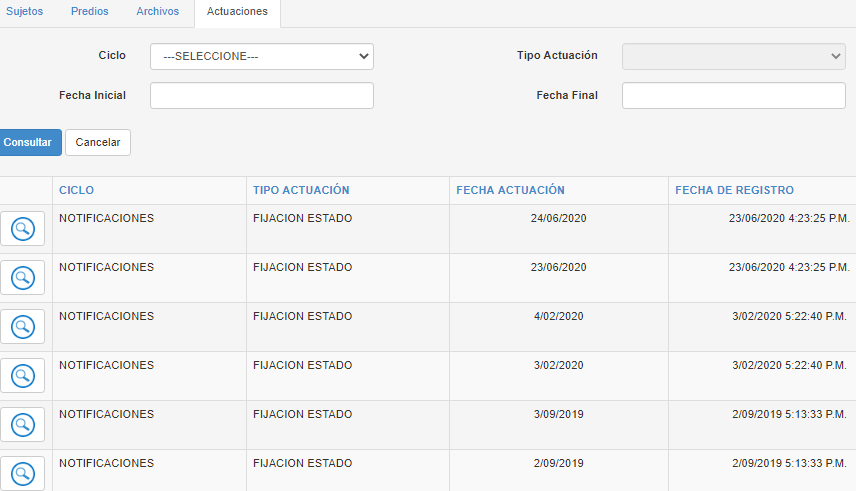 Sujetos Predios Archivos Actuaciones
Ciclo ---SELECCIONE--- Tipo Actuación
Fecha Inicial Fecha Final
Consultar Cancelar
CICLO TIPO ACTUACIÓN FECHA ACTUACIÓN FECHA DE REGISTRO
NOTIFICACIONES FIJACION ESTADO 24/06/2020 23/06/2020 4:23:25 P.M.
NOTIFICACIONES FIJACION ESTADO 23/06/2020 23/06/2020 4:23:25 P.M.
NOTIFICACIONES FIJACION ESTADO 4/02/2020 3/02/2020 5:22:40 P.M.
NOTIFICACIONES FIJACION ESTADO 3/02/2020 3/02/2020 5:22:40 P.M.
NOTIFICACIONES FIJACION ESTADO 3/09/2019 2/09/2019 5:13:33 P.M.
NOTIFICACIONES FIJACION ESTADO 2/09/2019 2/09/2019 5:13:33 P.M.